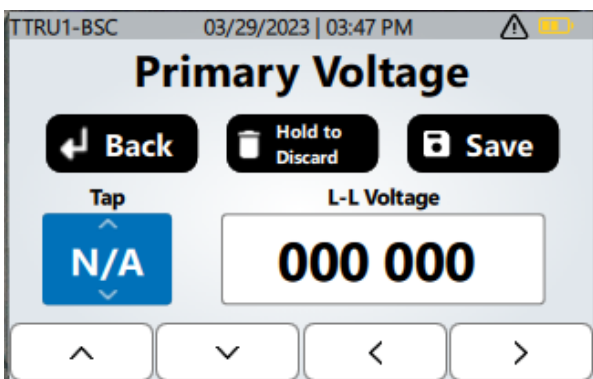 TTRU1-BSC 03/29/2023 | 03:47 PM
Primary Voltage
Back Hold to Discard Save
Tap L-L Voltage
N/A 000 000